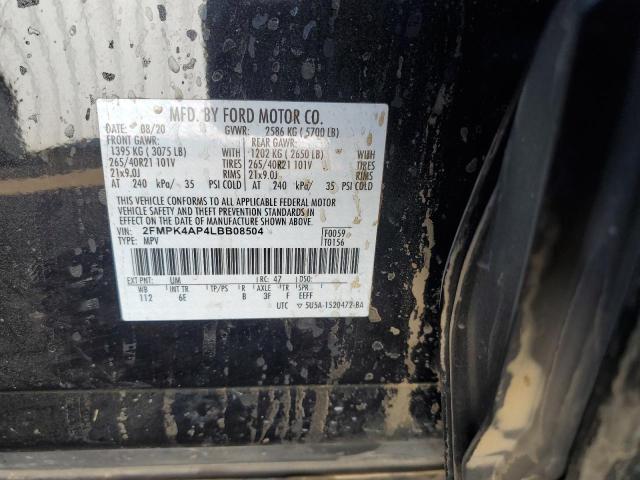 MFD. BY FORD MOTOR CO.
DATE: 08/20 GVWR: 2586 KG ( 5700 LB)
FRONT GAWR: REAR GAWR:
1395 KG ( 3075 LB) WITH 1202 KG ( 2650 LB) WITH
265/40R21 101V TIRES 265/40R21 101V TIRES
21x9.0J RIMS 21x9.0J RIMS
AT 240 kPa/ 35 PSI COLD AT 240 kPa/ 35 PSI COLD
THIS VEHICLE CONFORMS TO ALL APPLICABLE FEDERAL MOTOR
VEHICLE SAFETY AND THEFT PREVENTION STANDARDS IN
EFFECT ON THE DATE OF MANUFACTURE SHOWN ABOVE.
VIN: 2FMPK4AP4LBB08504 F0059
TYPE: MPV T0156
EXT PNT: UM RC: 47 DSO:
WB INT TR TP/PS R AXLE TR SPR
112 6E B 3F F EEFF
UTC ▽ 5U5A-1520472-BA